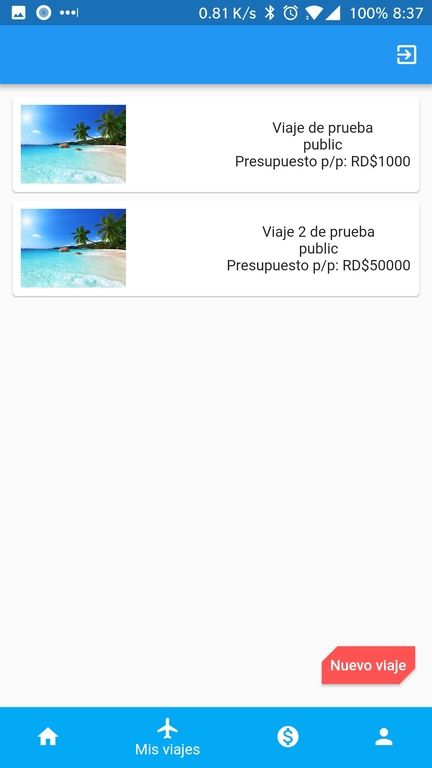 0.81 K/s 100% 8:37
Viaje de prueba
public
Presupuesto p/p: RD$1000
Viaje 2 de prueba
public
Presupuesto p/p: RD$50000
Nuevo viaje
Mis viajes